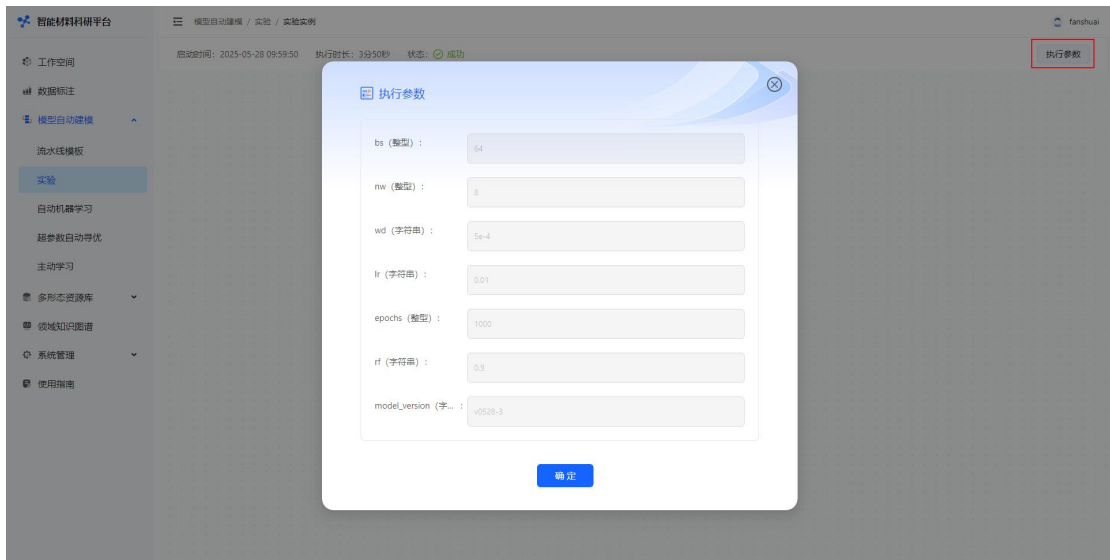 智能材料科研平台
模型自动建模 / 实验 / 实验实例
fanshuai
工作空间
数据标注
模型自动建模
流水线模板
实验
自动机器学习
超参数自动寻优
主动学习
多形态资源库
领域知识图谱
系统管理
使用指南
启动时间: 2025-05-28 09:59:50 执行时长: 3分50秒 状态: 成功
执行参数
执行参数
bs (整型) : 64
nw (整型) : 8
wd (字符串) : 5e-4
lr (字符串) : 0.01
epochs (整型) : 1000
rf (字符串) : 0.9
model_version (字... : v0528-3
确 定